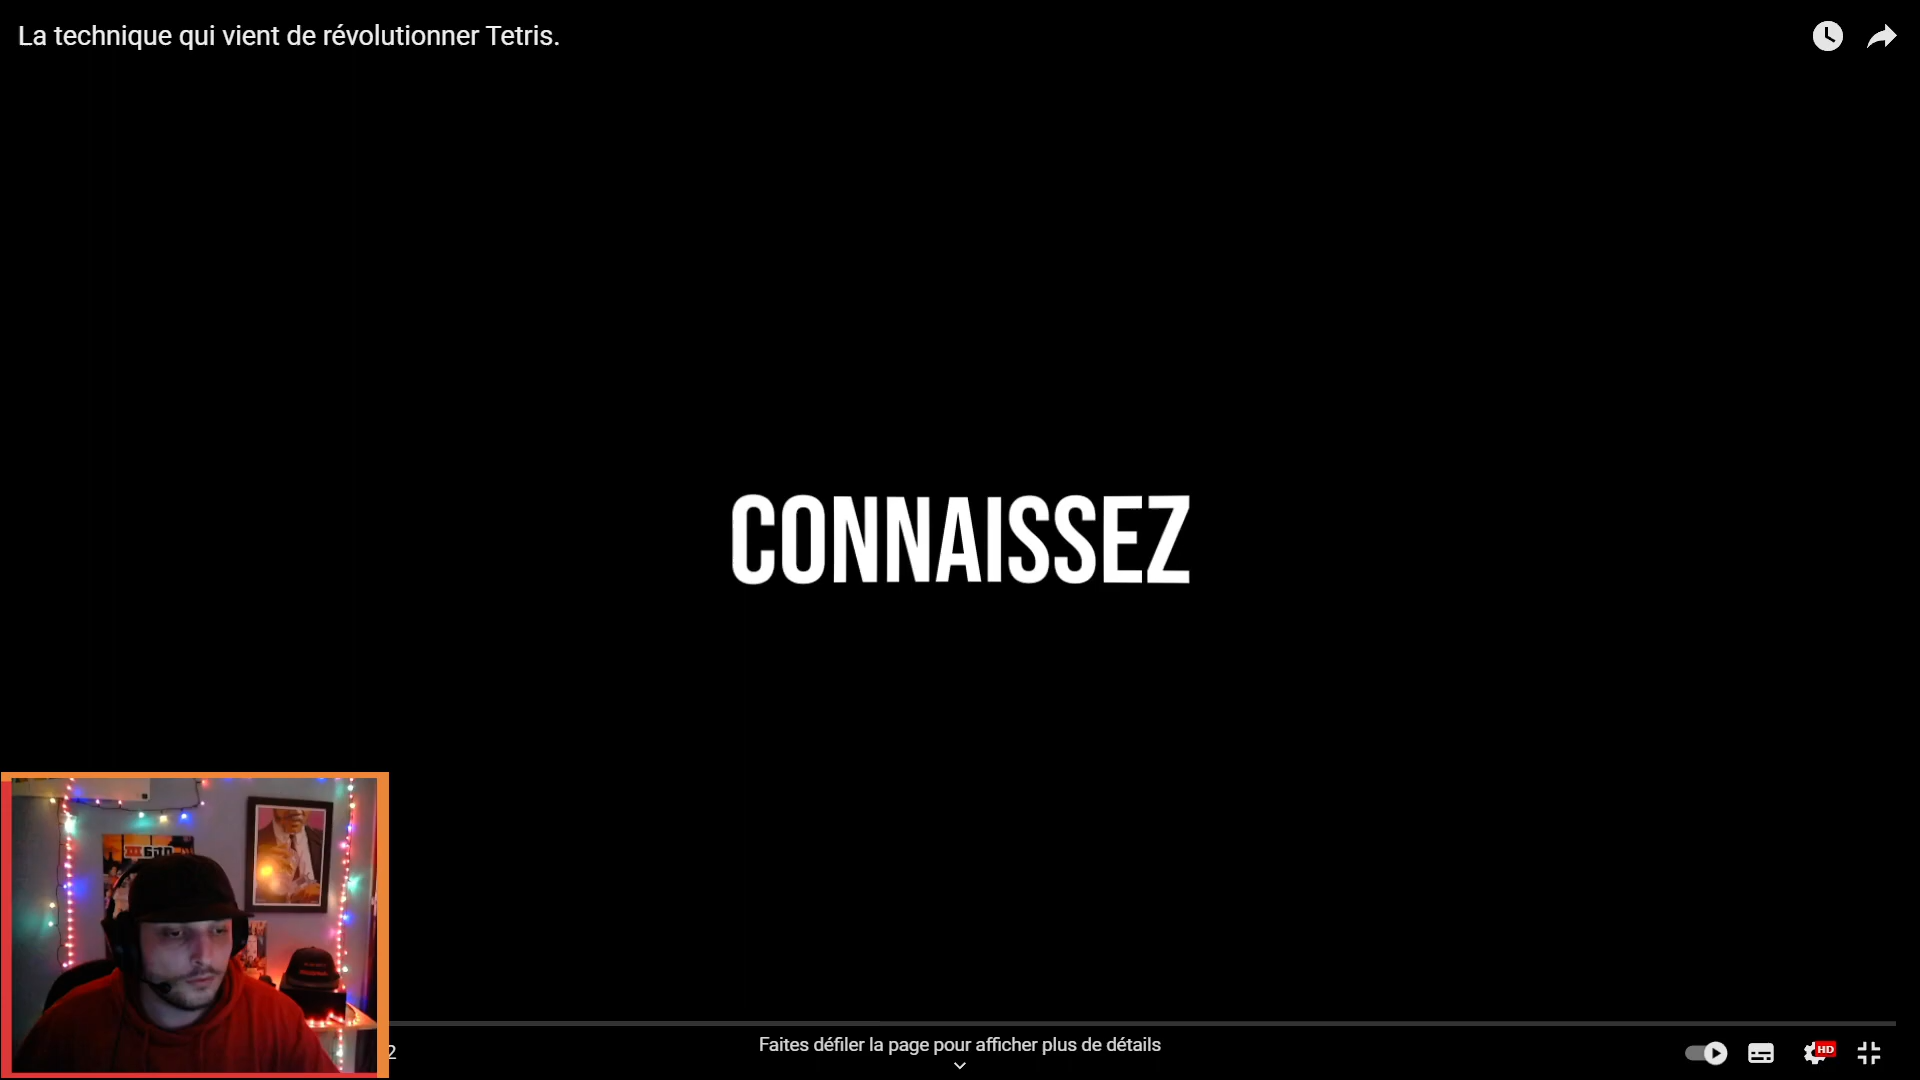 La technique qui vient de révolutionner Tetris.
CONNAISSEZ
2
Faites défiler la page pour afficher plus de détails
HD